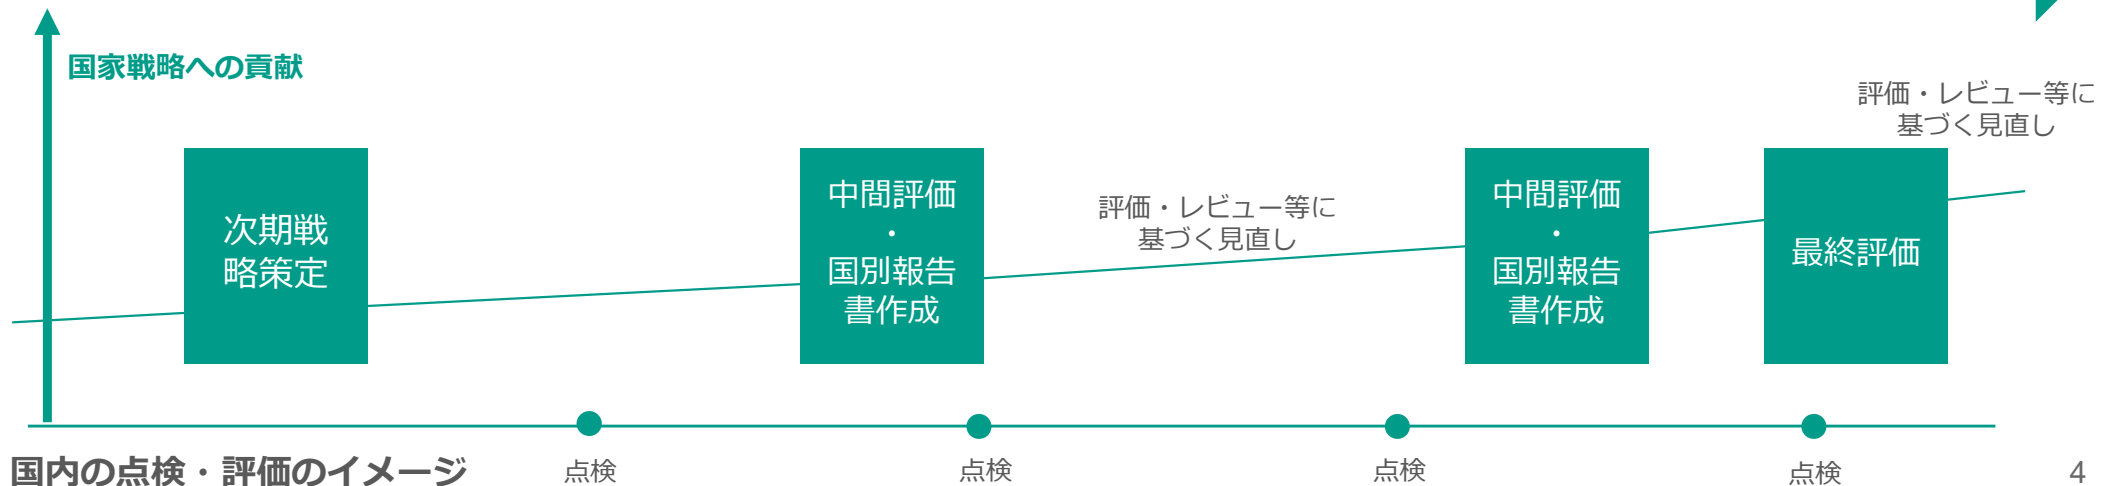 国家戦略への貢献
評価・レビュー等に
基づく見直し
次期戦
略策定
中間評価
・
国別報告
書作成
評価・レビュー等に
基づく見直し
中間評価
・
国別報告
書作成
最終評価
国内の点検・評価のイメージ
点検
点検
点検
点検
4